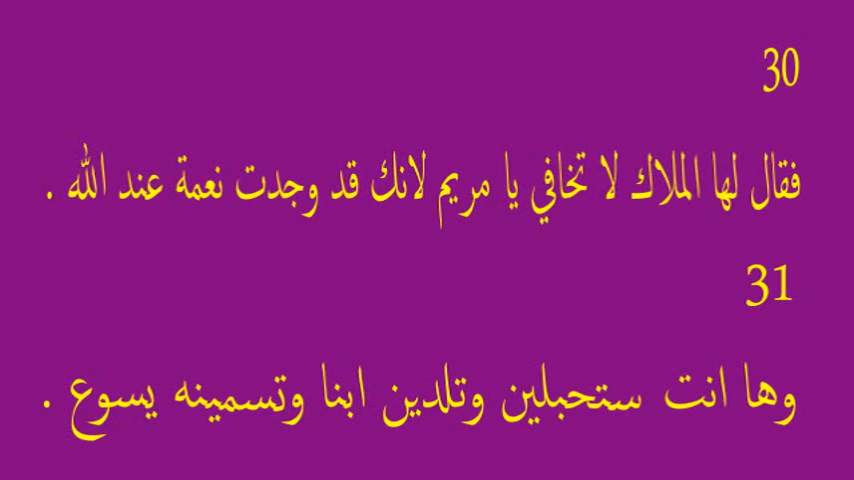 30
فقال لها الملاك لا تخافي يا مريم لانك قد وجدت نعمة عند الله .
31
وها انت ستحبلين وتلدين ابنا وتسمينه يسوع .